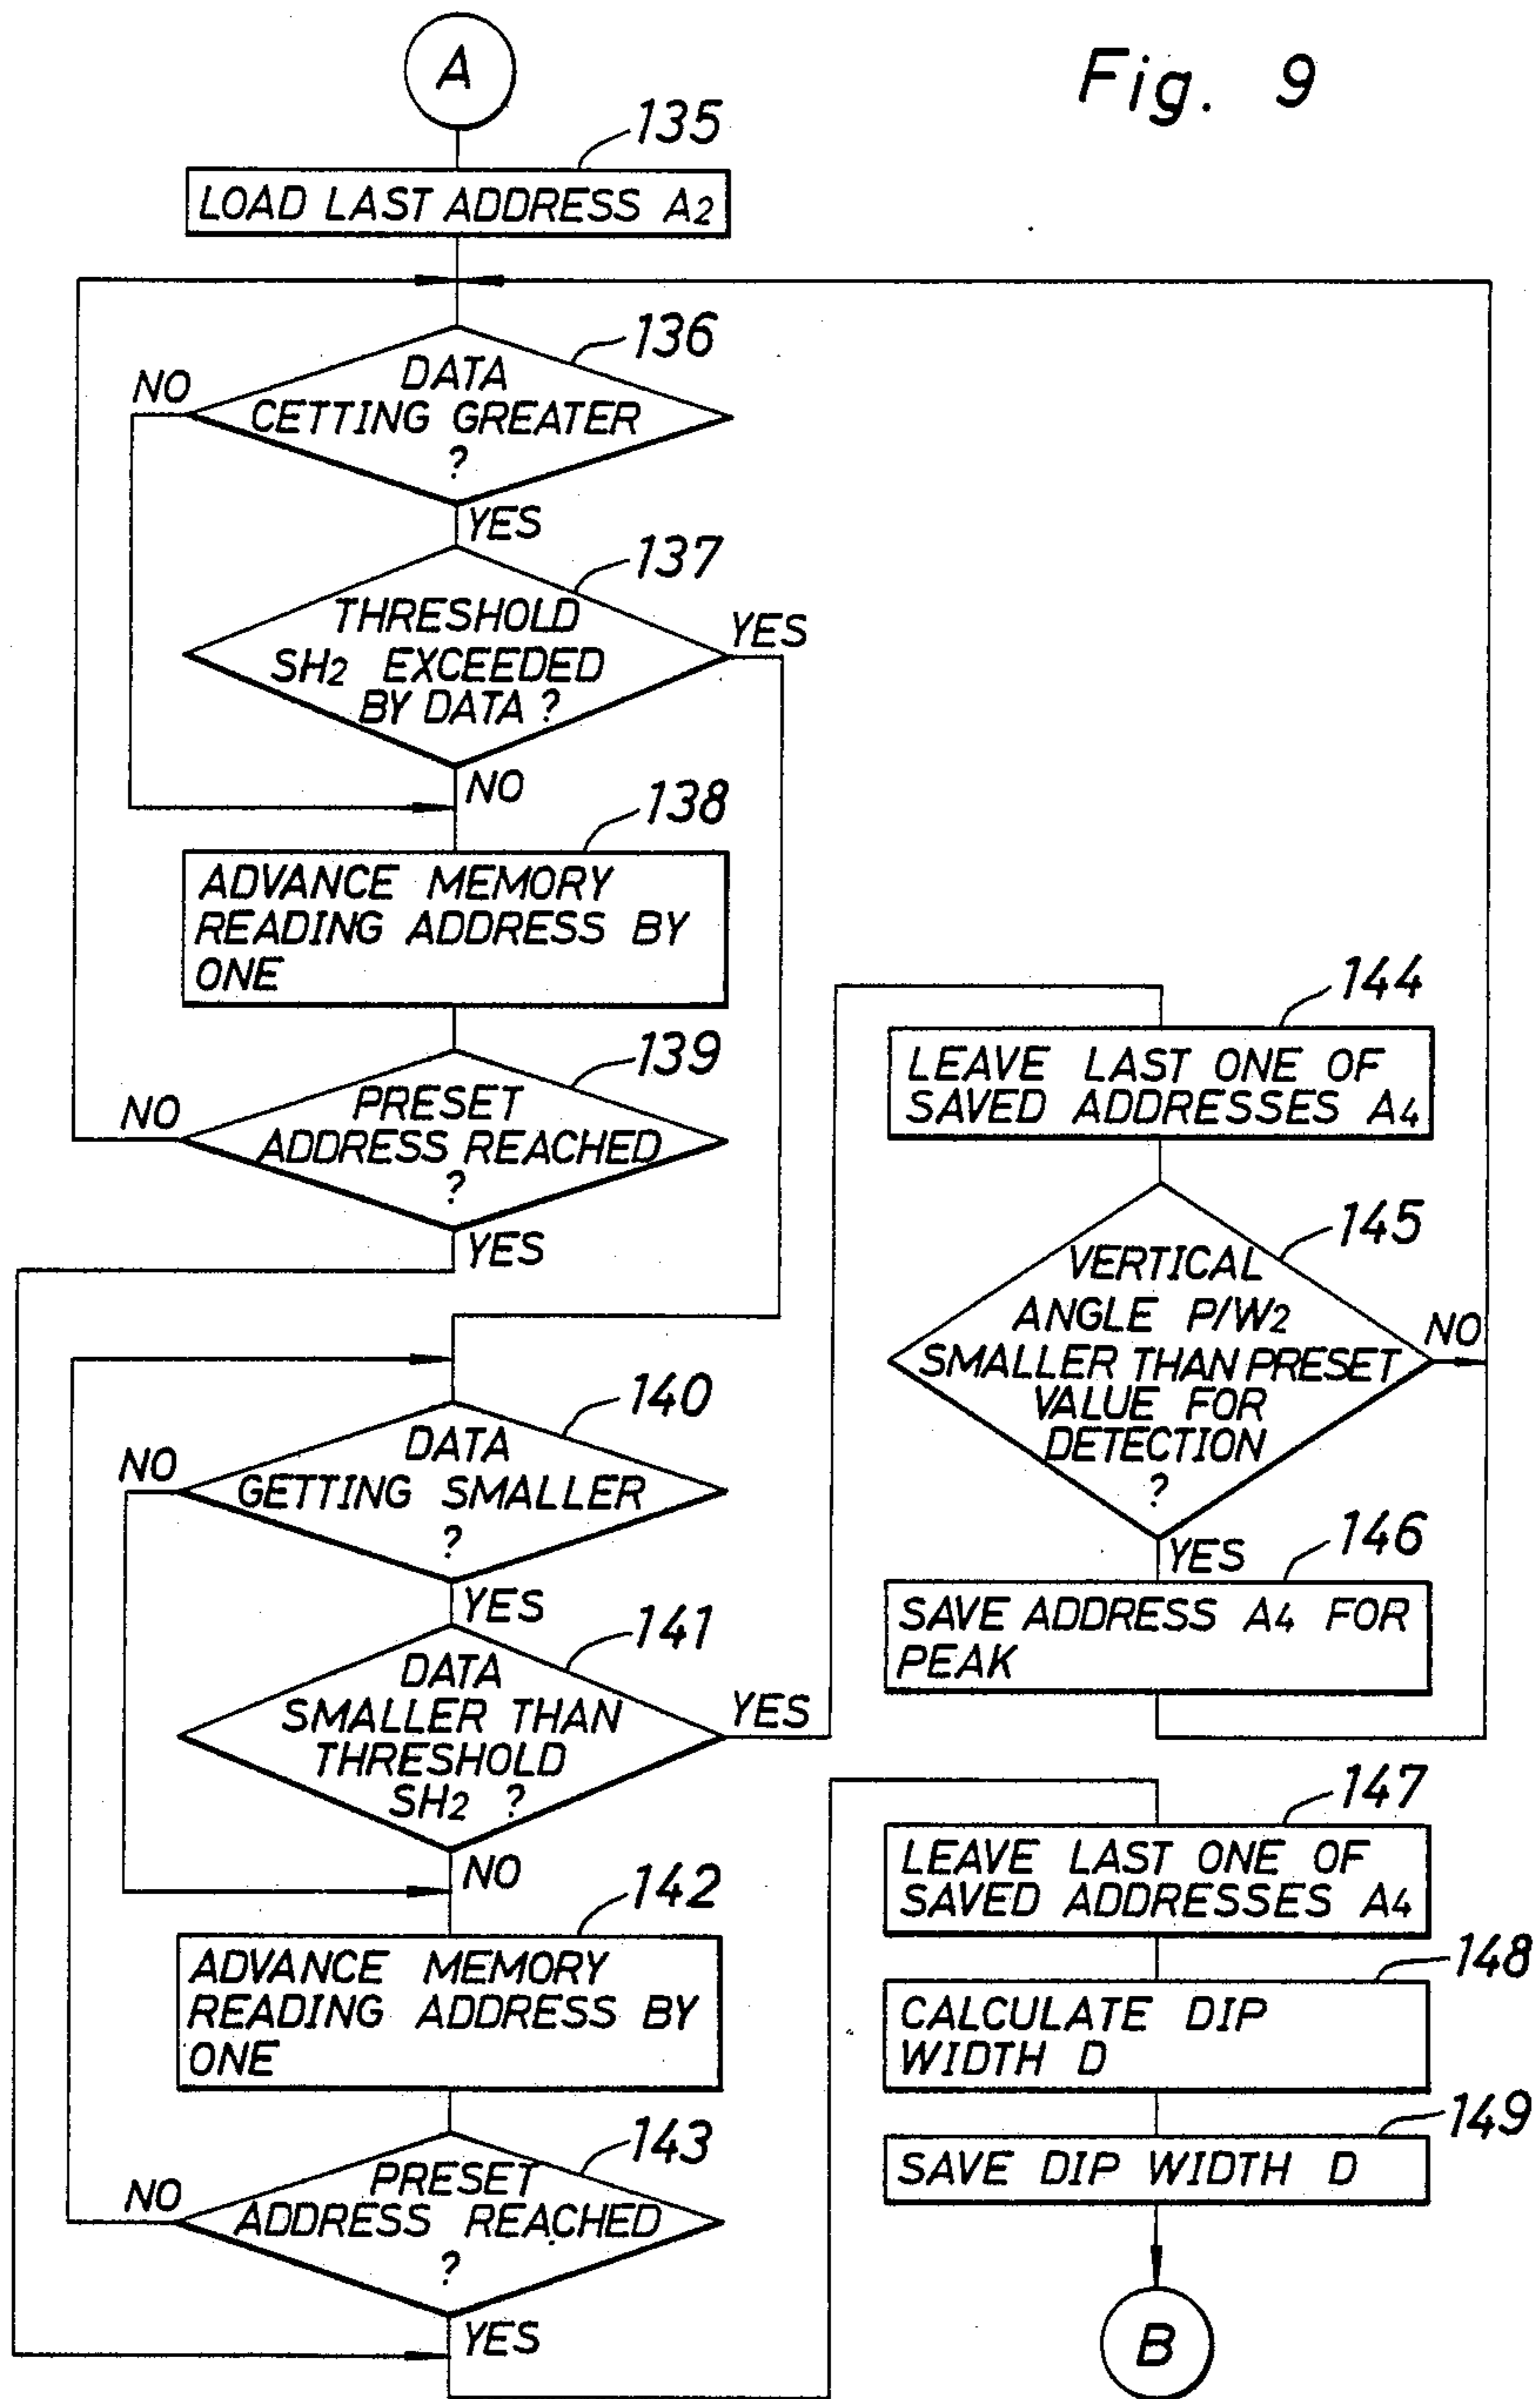 Fig. 9
A
135
LOAD LAST ADDRESS A2
136
NO
DATA
CETTING GREATER
?
YES
137
THRESHOLD
SH2 EXCEEDED
BY DATA ?
YES
NO
138
ADVANCE MEMORY
READING ADDRESS BY
ONE
139
NO
PRESET
ADDRESS REACHED
?
YES
140
NO
DATA
GETTING SMALLER
?
YES
141
DATA
SMALLER THAN
THRESHOLD
SH2 ?
YES
NO
142
ADVANCE MEMORY
READING ADDRESS BY
ONE
143
NO
PRESET
ADDRESS REACHED
?
YES
144
LEAVE LAST ONE OF
SAVED ADDRESSES A4
145
VERTICAL
ANGLE P/W2
SMALLER THAN PRESET
VALUE FOR
DETECTION
?
NO
YES
146
SAVE ADDRESS A4 FOR
PEAK
147
LEAVE LAST ONE OF
SAVED ADDRESSES A4
148
CALCULATE DIP
WIDTH D
149
SAVE DIP WIDTH D
B